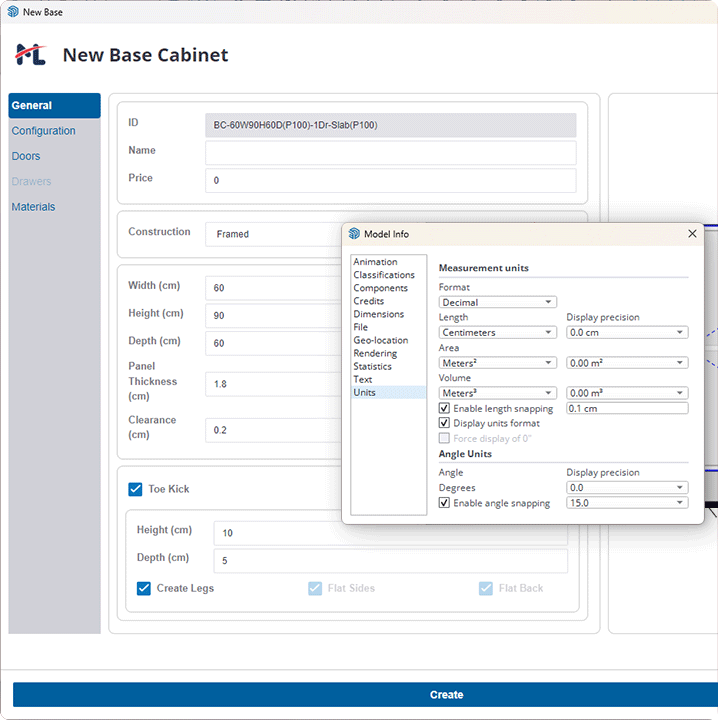 New Base
ML
New Base Cabinet
General
Configuration
Doors
Drawers
Materials
ID
BC-60W90H60D(P100)-1Dr-Slab(P100)
Name
Price
0
Construction
Framed
Width (cm)
60
Height (cm)
90
Depth (cm)
60
Panel
Thickness
(cm)
1.8
Clearance
(cm)
0.2
Toe Kick
Height (cm)
10
Depth (cm)
5
Create Legs
Flat Sides
Flat Back
Create
Model Info
Animation
Classifications
Components
Credits
Dimensions
File
Geo-location
Rendering
Statistics
Text
Units
Measurement units
Format
Decimal
Length
Display precision
Centimeters
0.0 cm
Area
Meters²
0.00 m²
Volume
Meters³
0.00 m³
Enable length snapping
0.1 cm
Display units format
Force display of 0"
Angle Units
Angle
Display precision
Degrees
0.0
Enable angle snapping
15.0